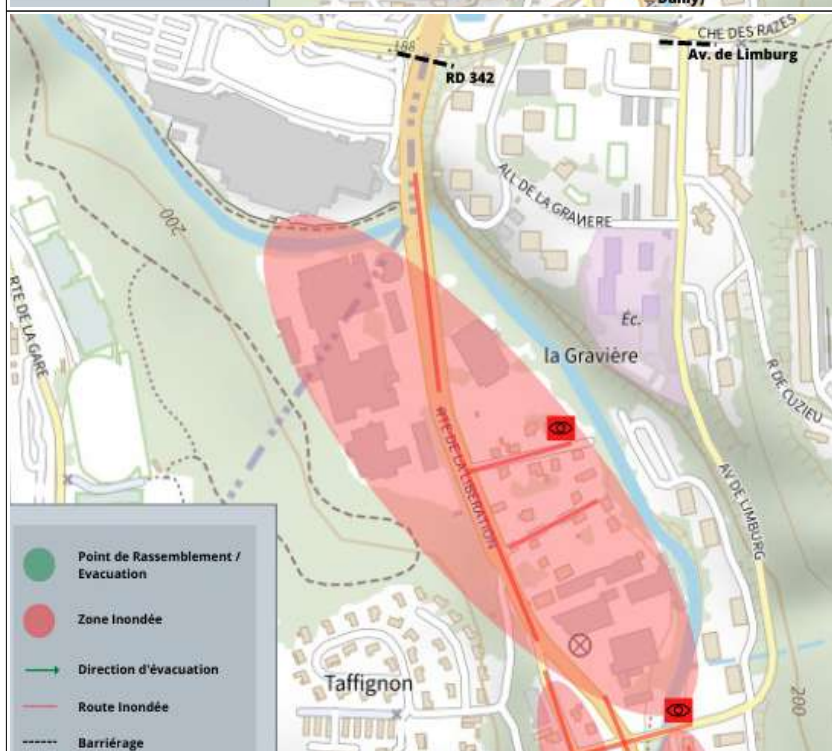 Dailly)
CHE DES RAZES
188
Av. de Limburg
RD 342
ALL DE LA GRAVIERE
200
RTE DE LA GARE
Éc.
la Gravière
R DE CUZIEU
RTE DE LA LIBERATION
AV DE LIMBURG
Point de Rassemblement /
Evacuation
Zone Inondée
Direction d'évacuation
Taffignon
Route Inondée
200
Barriérage